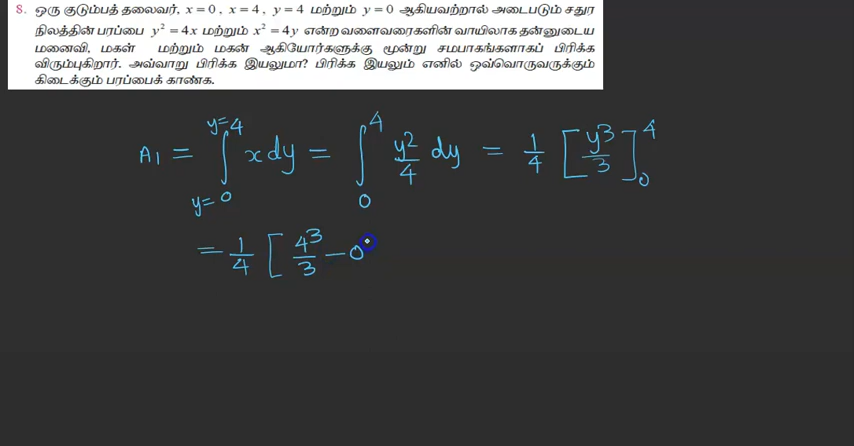 8. ஒரு குடும்பத் தலைவர், x = 0 , x = 4 , y = 4 மற்றும் y = 0 ஆகியவற்றால் அடைபடும் சதுர
நிலத்தின் பரப்பை y² = 4x மற்றும் x² = 4y என்ற வளைவரைகளின் வாயிலாக தன்னுடைய
மனைவி, மகள் மற்றும் மகன் ஆகியோர்களுக்கு மூன்று சமபாகங்களாகப் பிரிக்க
விரும்புகிறார். அவ்வாறு பிரிக்க இயலுமா? பிரிக்க இயலும் எனில் ஒவ்வொருவருக்கும்
கிடைக்கும் பரப்பைக் காண்க.
A₁ = ∫_{y=0}^{y=4} x dy = ∫_0^4 y²/4 dy = 1/4 [y³/3]_0^4
= 1/4 [4³/3 − 0